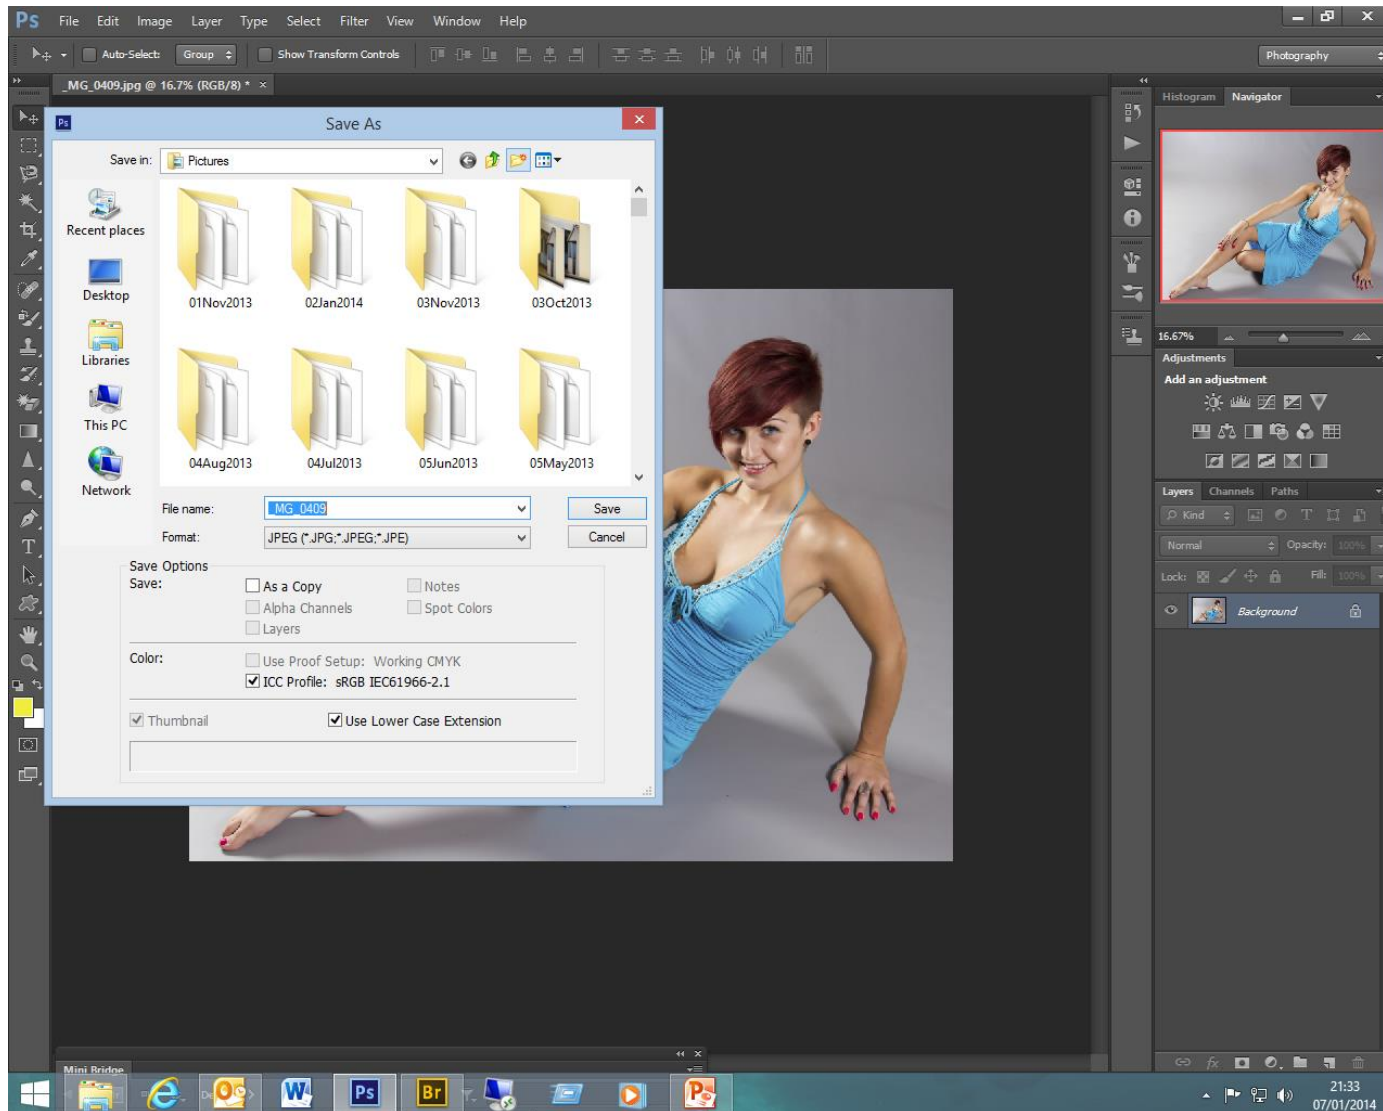 Ps File Edit Image Layer Type Select Filter View Window Help
Auto-Select: Group Show Transform Controls Photography
_MG_0409.jpg @ 16.7% (RGB/8) * ×
Histogram Navigator
Ps Save As
Save in: Pictures
Recent places
Desktop
Libraries
This PC
Network
01Nov2013 02Jan2014 03Nov2013 03Oct2013
04Aug2013 04Jul2013 05Jun2013 05May2013
File name: _MG_0409 Save
Format: JPEG (*.JPG;*.JPEG;*.JPE) Cancel
Save Options
Save: As a Copy Notes
Alpha Channels Spot Colors
Layers
Color: Use Proof Setup: Working CMYK
ICC Profile: sRGB IEC61966-2.1
Thumbnail Use Lower Case Extension
16.67%
Adjustments
Add an adjustment
Layers Channels Paths
Kind
Normal Opacity: 100%
Lock: Fill: 100%
Background
Mini Bridge
Ps Br
21:33
07/01/2014